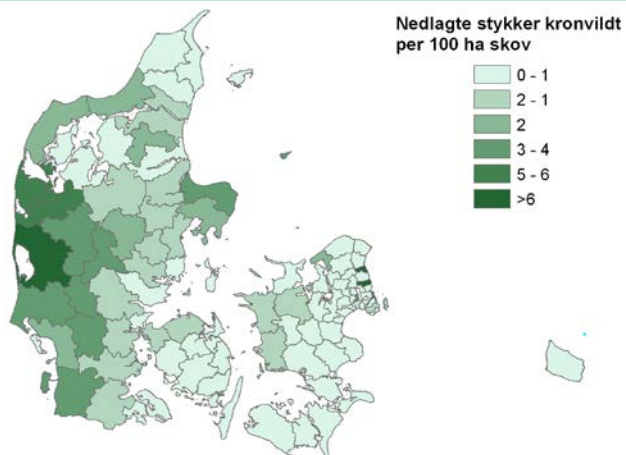 Nedlagte stykker kronvildt
per 100 ha skov
0 - 1
2 - 1
2
3 - 4
5 - 6
>6